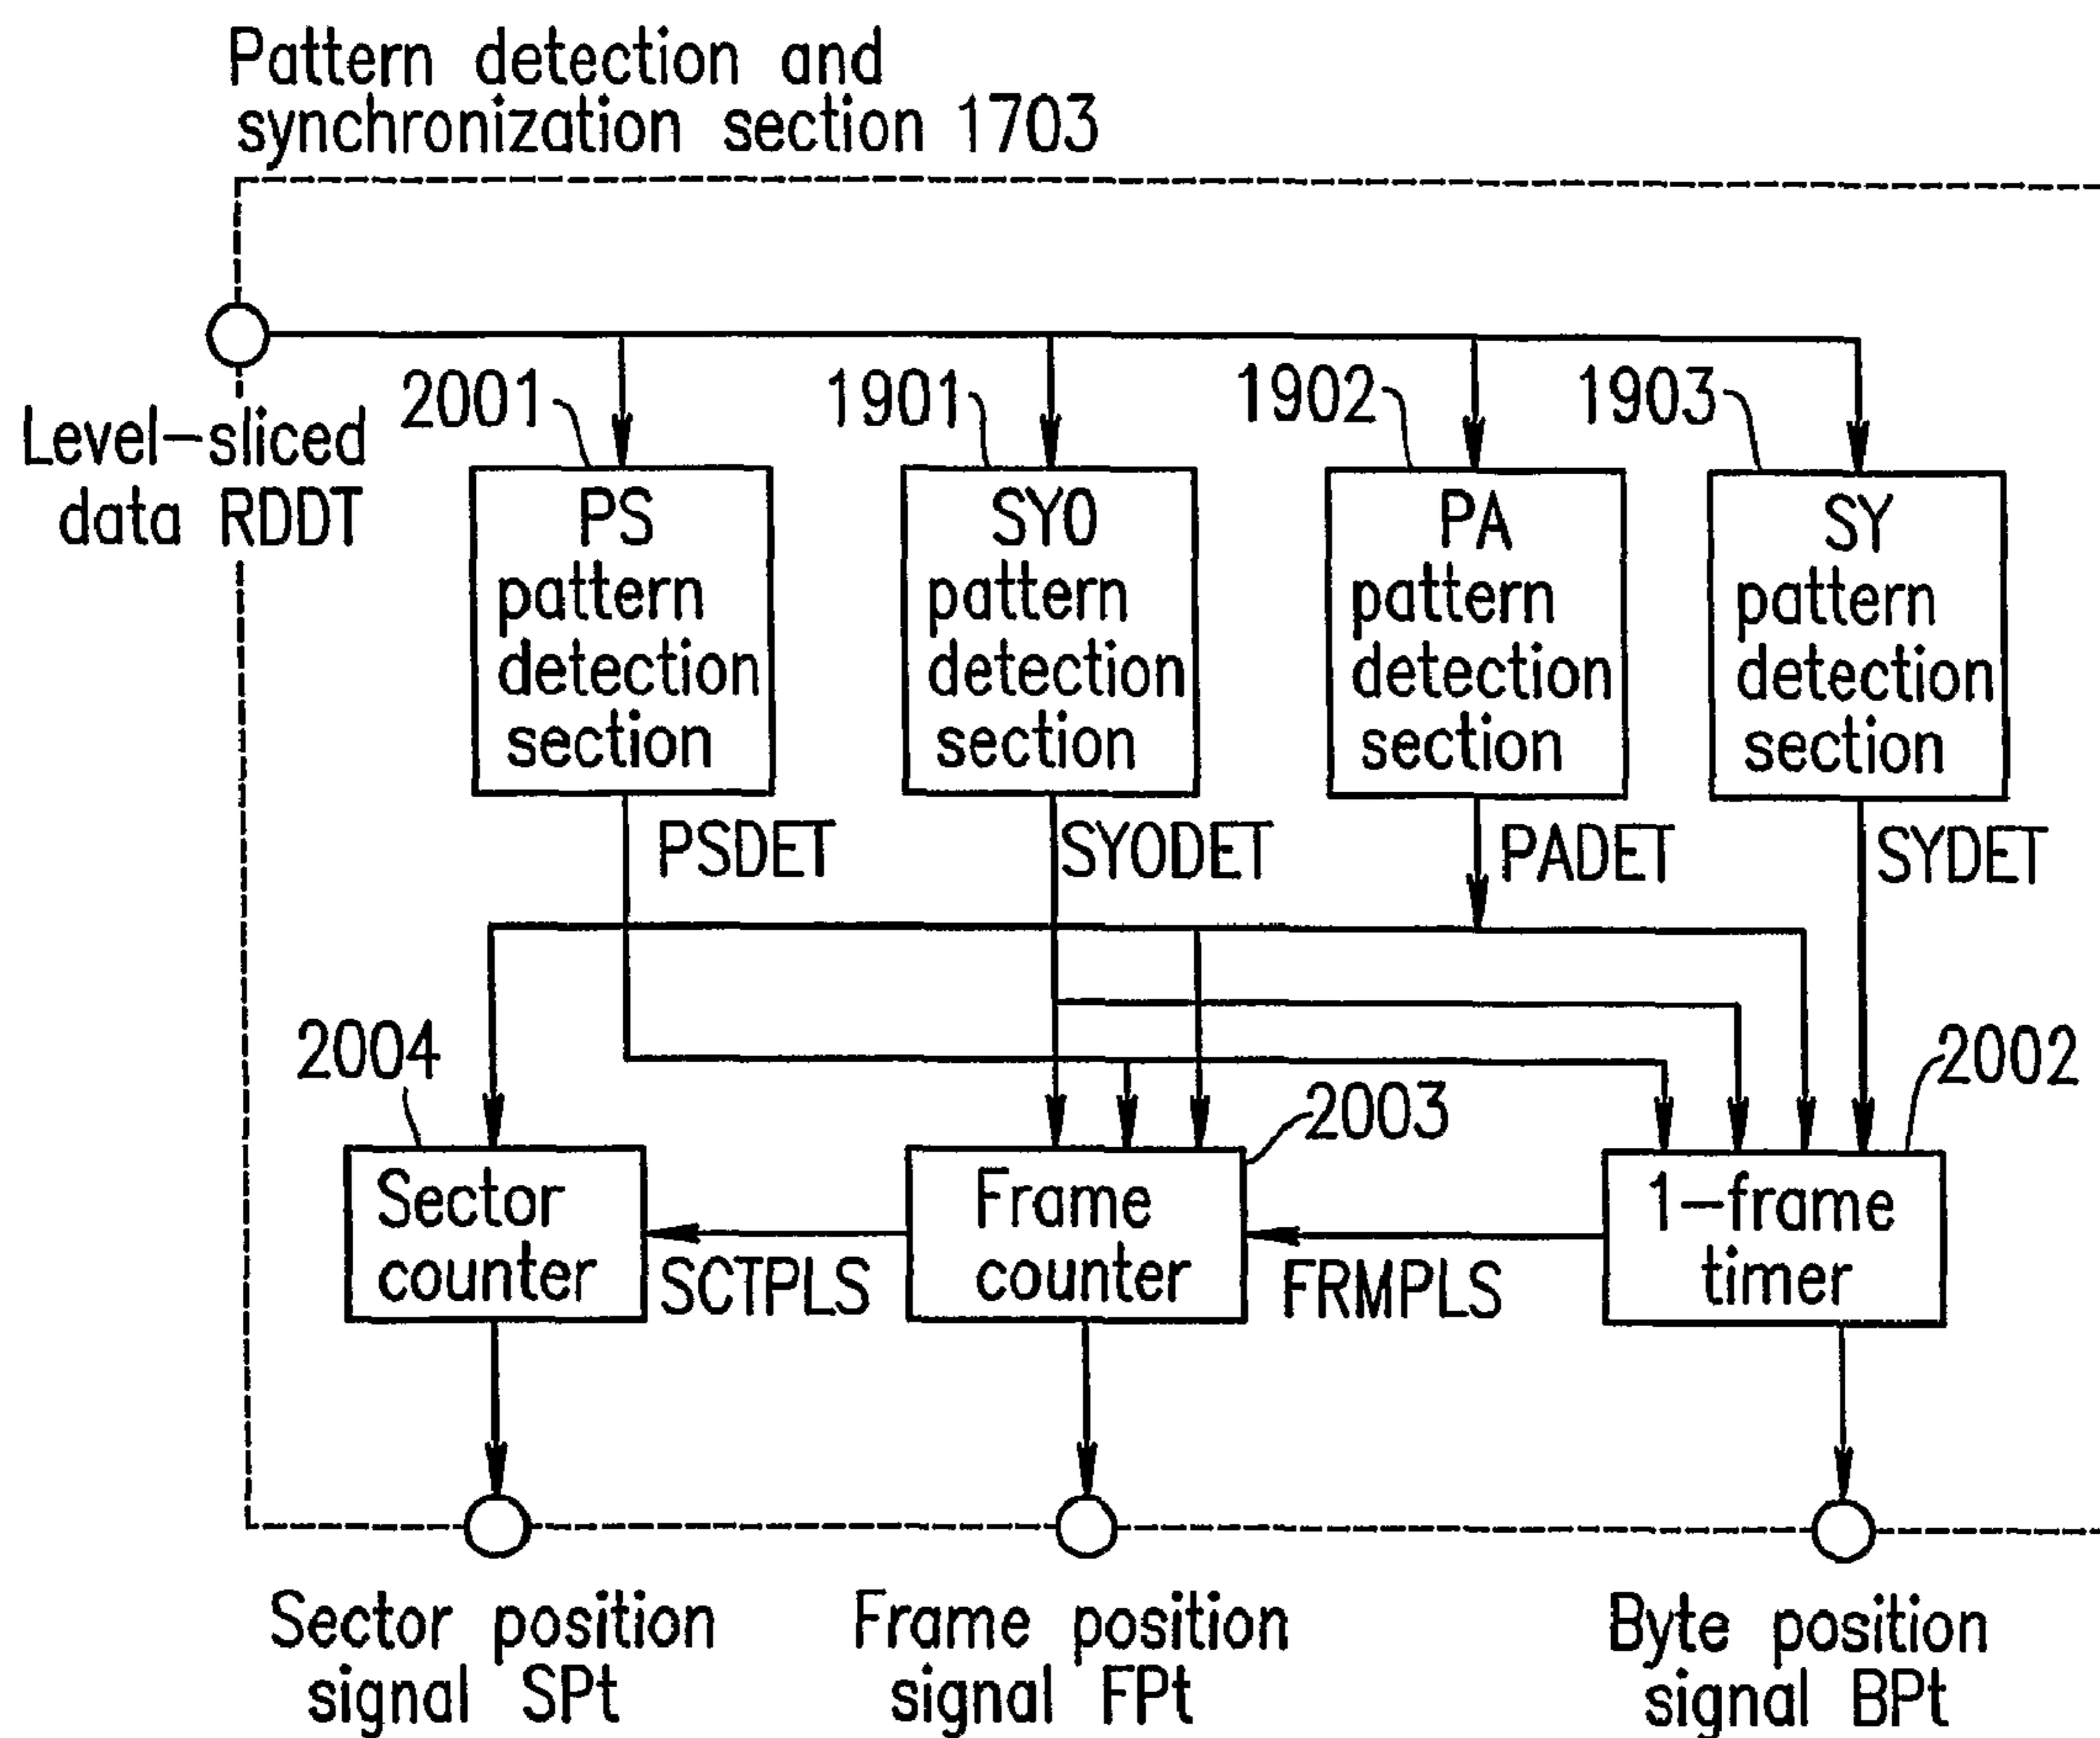 Pattern detection and
synchronization section 1703
Level-sliced
data RDDT
2001
1901
1902
1903
PS
pattern
detection
section
SY0
pattern
detection
section
PA
pattern
detection
section
SY
pattern
detection
section
PSDET
SY0DET
PADET
SYDET
2004
2003
2002
Sector
counter
SCTPLS
Frame
counter
FRMPLS
1-frame
timer
Sector position
signal SPt
Frame position
signal FPt
Byte position
signal BPt